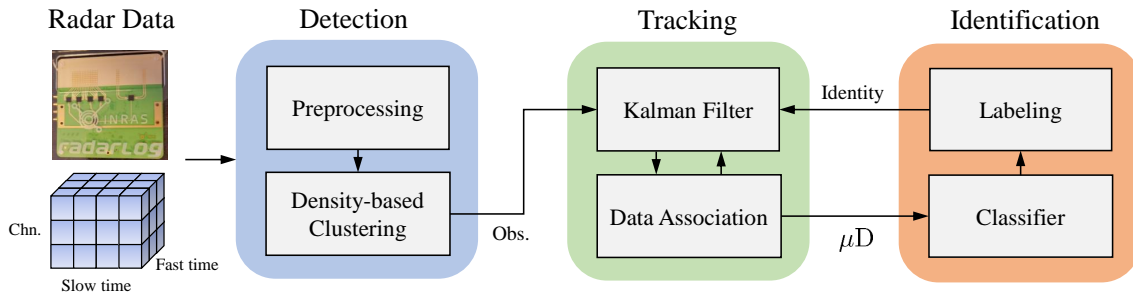 Radar Data
Detection
Tracking
Identification
INRAS
RadarLog
Chn.
Fast time
Slow time
Preprocessing
Density-based
Clustering
Obs.
Kalman Filter
Data Association
Identity
μD
Labeling
Classifier